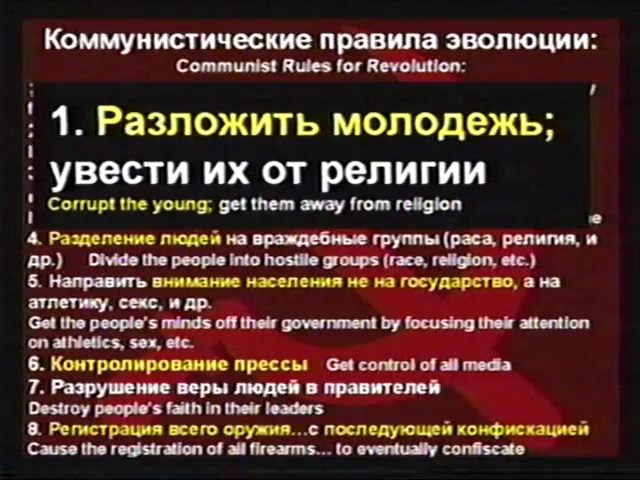 Коммунистические правила эволюции:
Communist Rules for Revolution:
1. Разложить молодежь;
увести их от религии
Corrupt the young; get them away from religion
4. Разделение людей на враждебные группы (раса, религия, и
др.) Divide the people into hostile groups (race, religion, etc.)
5. Направить внимание населения не на государство, а на
атлетику, секс, и др.
Get the people's minds off their government by focusing their attention
on athletics, sex, etc.
6. Контролирование прессы Get control of all media
7. Разрушение веры людей в правителей
Destroy people's faith in their leaders
8. Регистрация всего оружия...с последующей конфискацией
Cause the registration of all firearms... to eventually confiscate